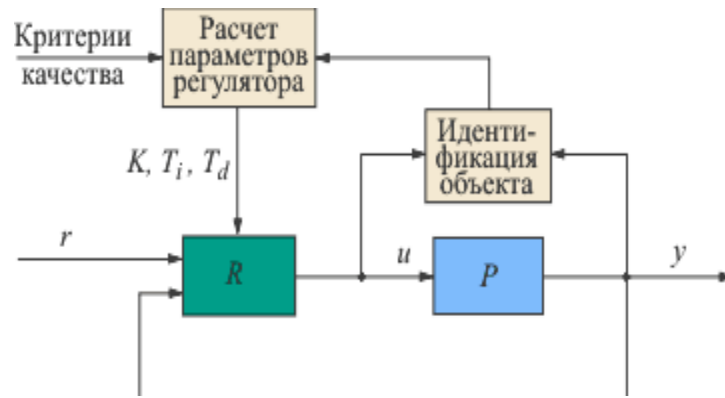 Критерии
качества
Расчет
параметров
регулятора
Иденти-
фикация
объекта
K, Ti, Td
r
R
u
P
y